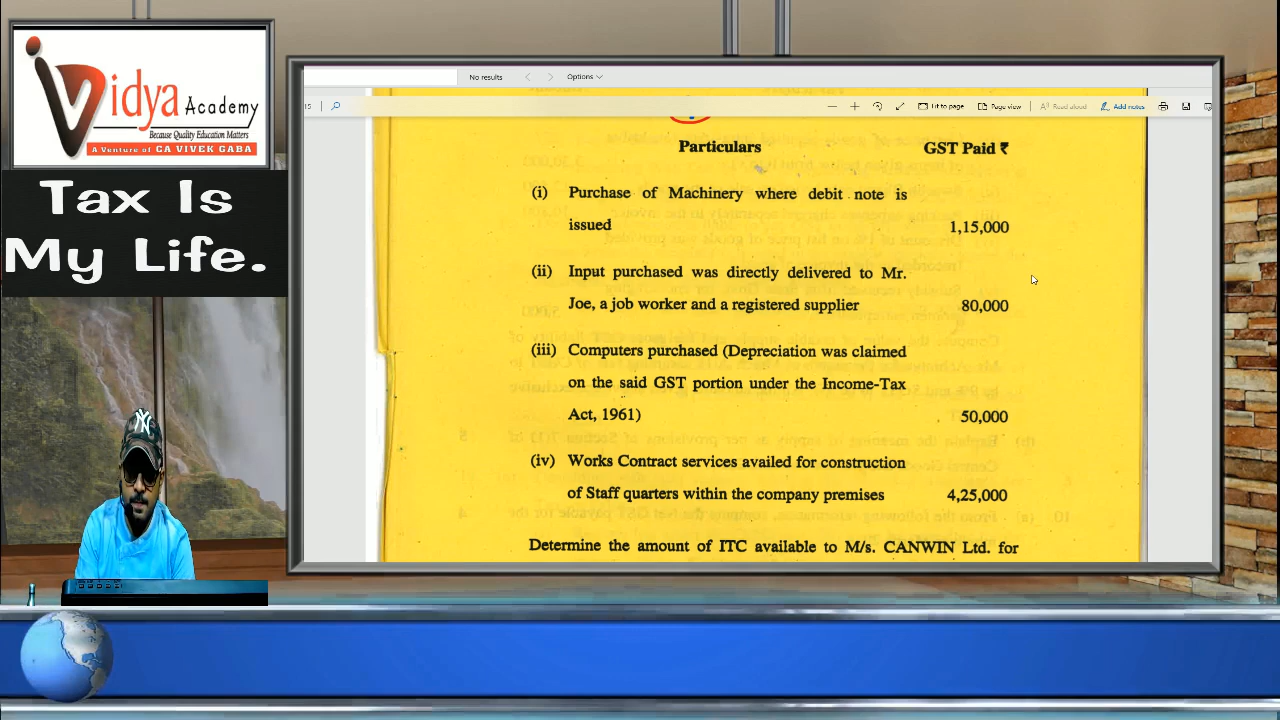 iVidya Academy
Because Quality Education Matters
A Venture of CA VIVEK GABA
Tax Is
My Life.
No results
Options
15
Fit to page
Page view
Read aloud
Add notes
Particulars GST Paid ₹
(i) Purchase of Machinery where debit note is
issued 1,15,000
(ii) Input purchased was directly delivered to Mr.
Joe, a job worker and a registered supplier 80,000
(iii) Computers purchased (Depreciation was claimed
on the said GST portion under the Income-Tax
Act, 1961) 50,000
(iv) Works Contract services availed for construction
of Staff quarters within the company premises 4,25,000
Determine the amount of ITC available to M/s. CANWIN Ltd. for